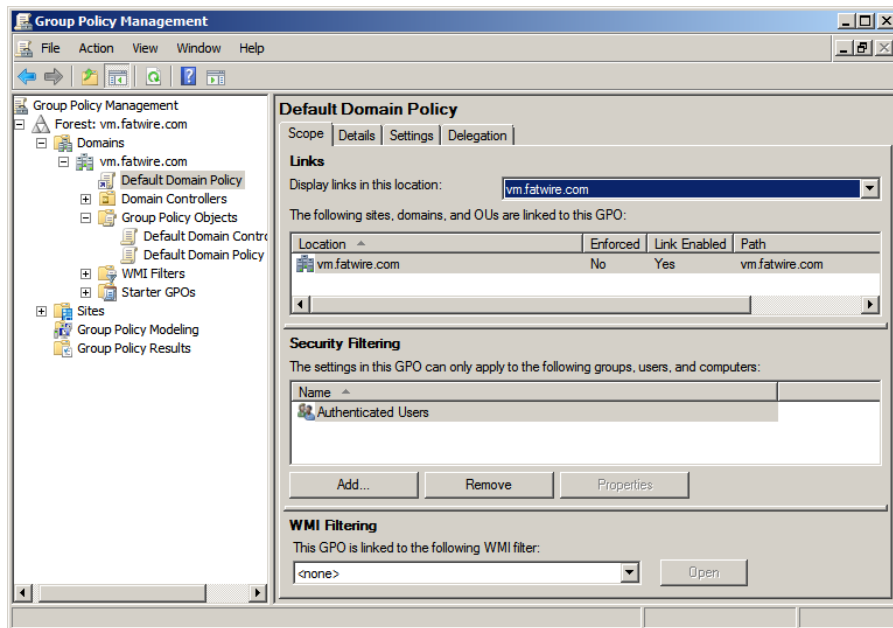 Group Policy Management
File Action View Window Help
Group Policy Management
Forest: vm.fatwire.com
Domains
vm.fatwire.com
Default Domain Policy
Domain Controllers
Group Policy Objects
Default Domain Contro
Default Domain Policy
WMI Filters
Starter GPOs
Sites
Group Policy Modeling
Group Policy Results
Default Domain Policy
Scope Details Settings Delegation
Links
Display links in this location: vm.fatwire.com
The following sites, domains, and OUs are linked to this GPO:
Location Enforced Link Enabled Path
vm.fatwire.com No Yes vm.fatwire.com
Security Filtering
The settings in this GPO can only apply to the following groups, users, and computers:
Name
Authenticated Users
Add... Remove Properties
WMI Filtering
This GPO is linked to the following WMI filter:
<none> Open